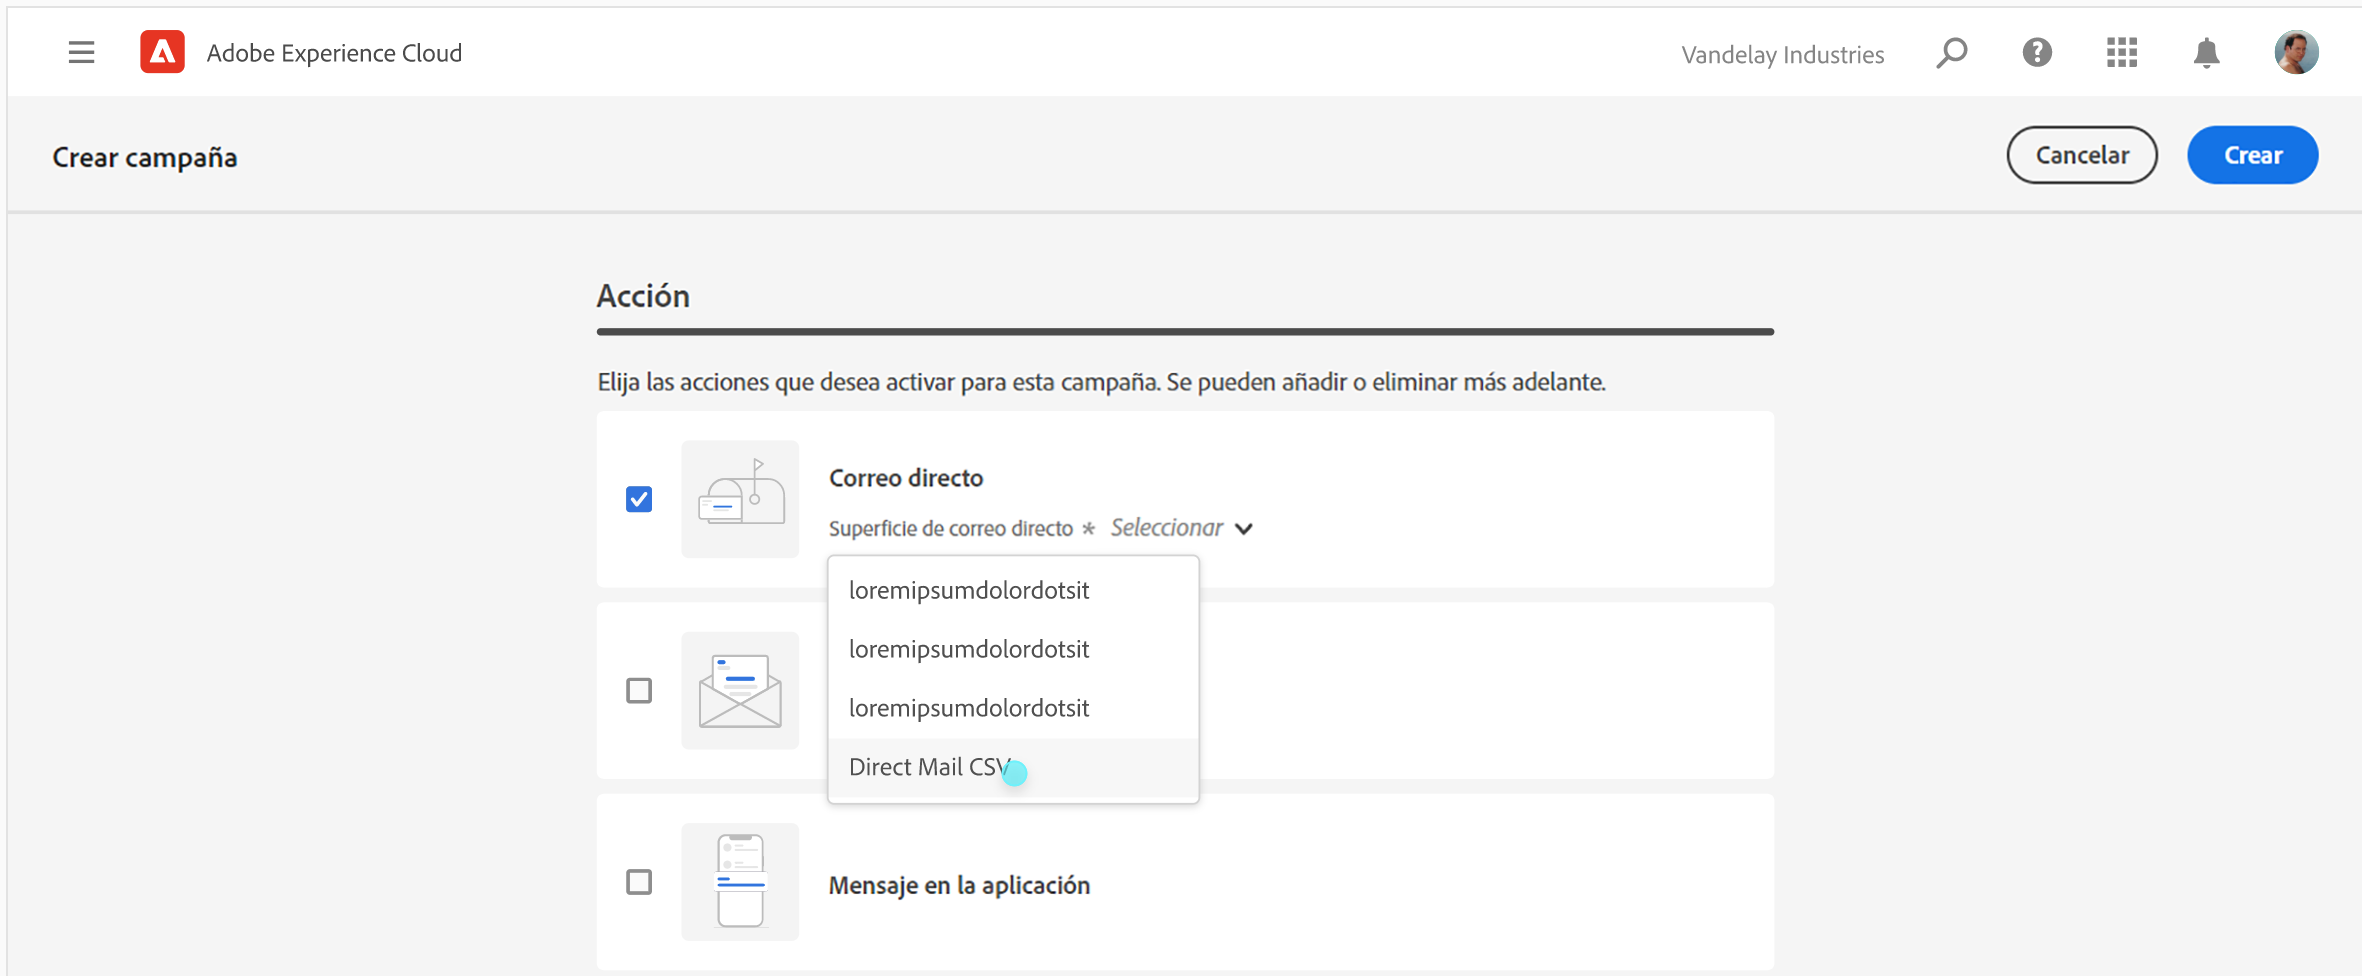 Adobe Experience Cloud
Vandelay Industries
Crear campaña
Cancelar
Crear
Acción
Elija las acciones que desea activar para esta campaña. Se pueden añadir o eliminar más adelante.
Correo directo
Superficie de correo directo * Seleccionar
loremipsumdolordotsit
loremipsumdolordotsit
loremipsumdolordotsit
Direct Mail CSV
Mensaje en la aplicación